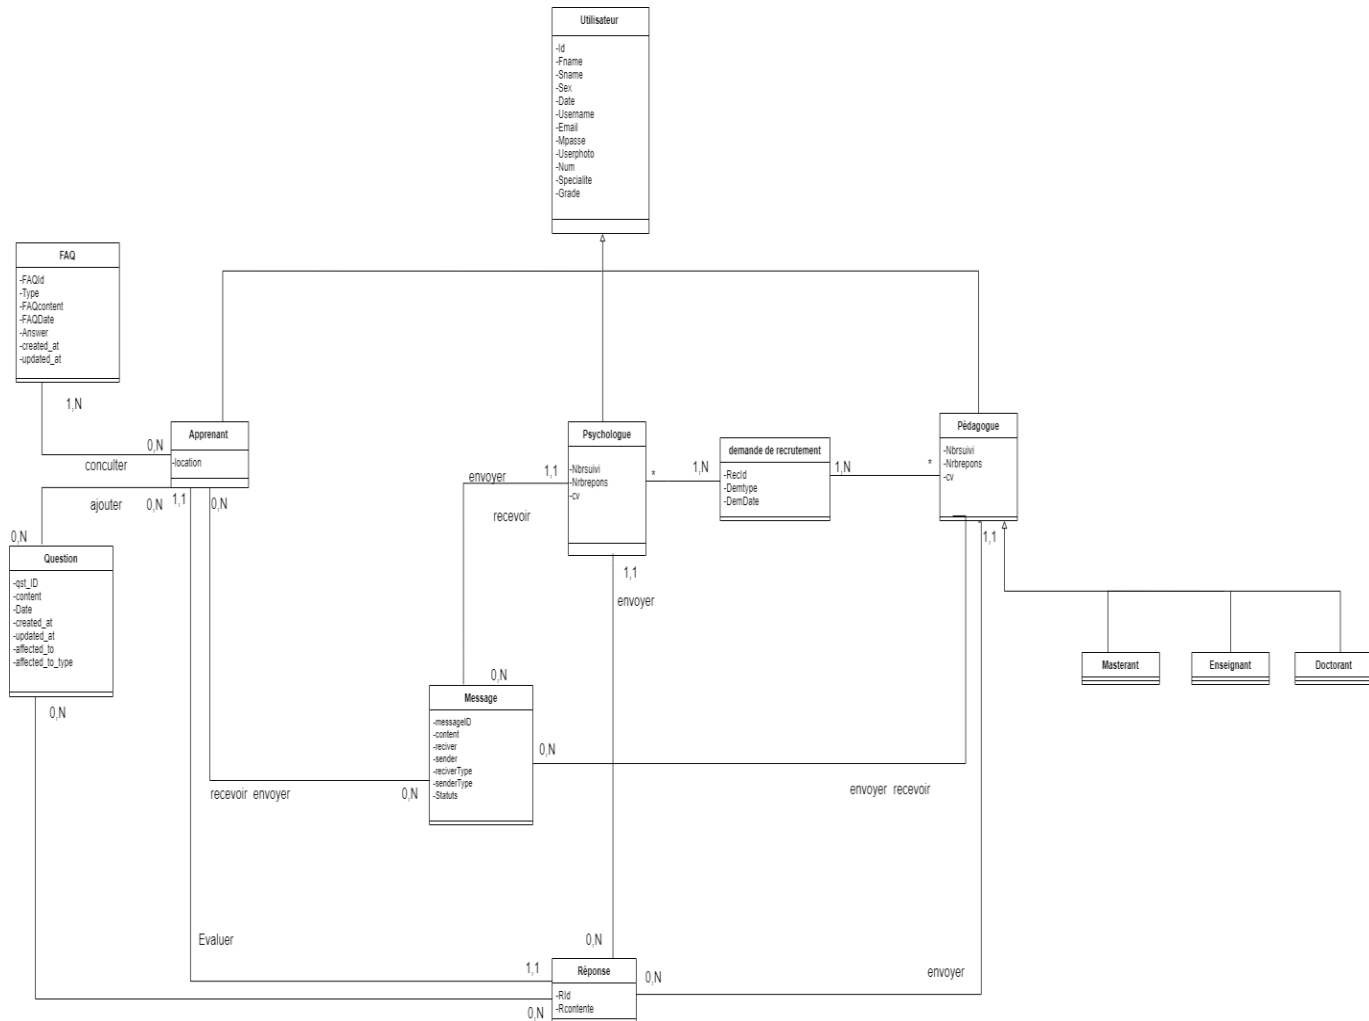 Utilisateur
-Id
-Fname
-Sname
-Sex
-Date
-Username
-Email
-Mpasse
-Userphoto
-Num
-Specialite
-Grade
FAQ
-FAQId
-Type
-FAQcontent
-FAQDate
-Answer
-created_at
-updated_at
1,N
0,N
conculter
Apprenant
-location
ajouter
0,N
1,1
0,N
0,N
Question
-qst_ID
-content
-Date
-created_at
-updated_at
-affected_to
-affected_to_type
0,N
Psychologue
-Nbrsuivi
-Nrbrepons
-cv
envoyer
1,1
recevoir
*
1,N
demande de recrutement
-RecId
-Demtype
-DemDate
1,N
*
Pédagogue
-Nbrsuivi
-Nrbrepons
-cv
1,1
1,1
envoyer
Masterant
Enseignant
Doctorant
0,N
Message
-messageID
-content
-reciver
-sender
-reciverType
-senderType
-Statuts
0,N
recevoir envoyer
0,N
envoyer recevoir
Evaluer
0,N
1,1
Réponse
-RId
-Rcontente
0,N
envoyer
0,N